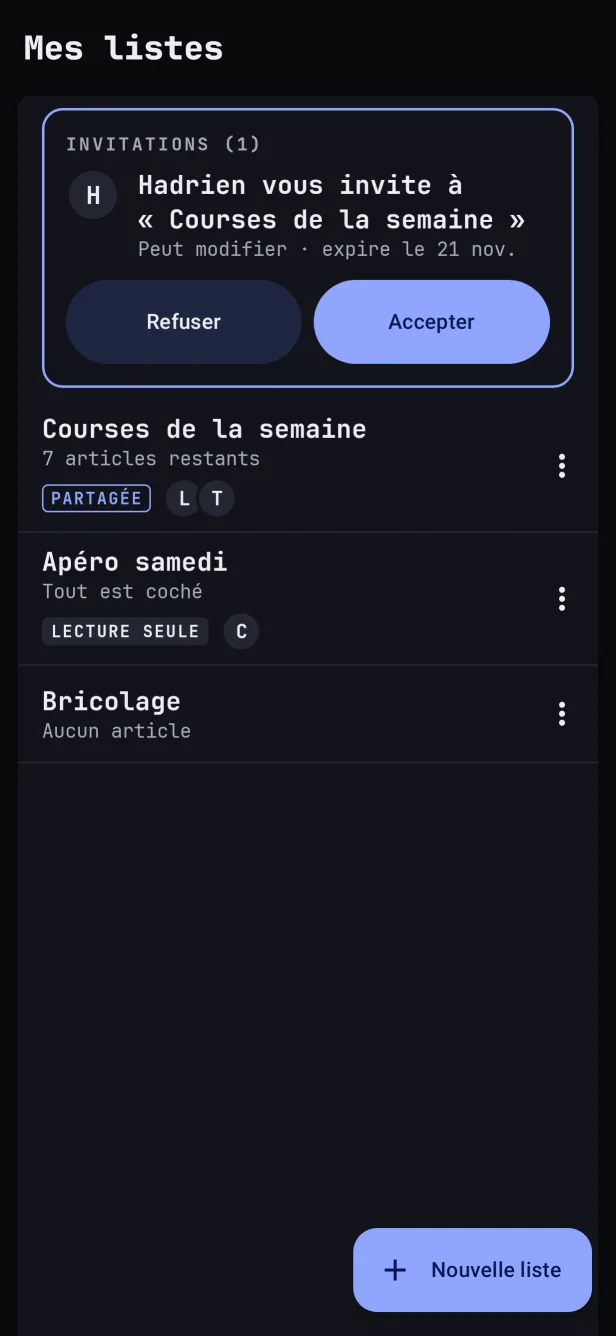 Mes listes
INVITATIONS (1)
H
Hadrien vous invite à
« Courses de la semaine »
Peut modifier · expire le 21 nov.
Refuser
Accepter
Courses de la semaine
7 articles restants
PARTAGÉE
L
T
Apéro samedi
Tout est coché
LECTURE SEULE
C
Bricolage
Aucun article
Nouvelle liste